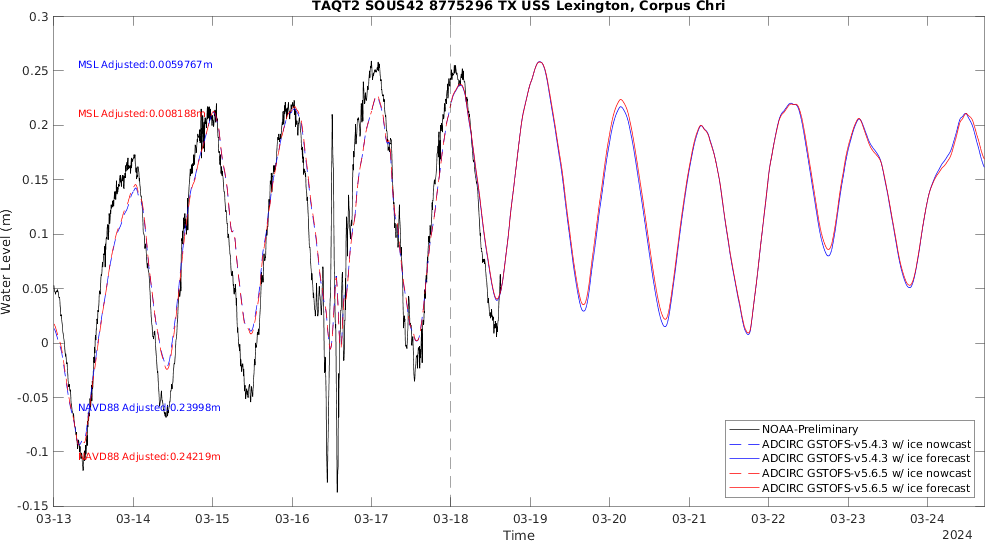 TAQT2 SOUS42 8775296 TX USS Lexington, Corpus Chri
0.3
0.25
0.2
0.15
0.1
0.05
0
-0.05
-0.1
-0.15
Water Level (m)
MSL Adjusted:0.0059767m
MSL Adjusted:0.008188m
NAVD88 Adjusted:0.23998m
NAVD88 Adjusted:0.24219m
NOAA-Preliminary
ADCIRC GSTOFS-v5.4.3 w/ ice nowcast
ADCIRC GSTOFS-v5.4.3 w/ ice forecast
ADCIRC GSTOFS-v5.6.5 w/ ice nowcast
ADCIRC GSTOFS-v5.6.5 w/ ice forecast
03-13 03-14 03-15 03-16 03-17 03-18 03-19 03-20 03-21 03-22 03-23 03-24
Time
2024